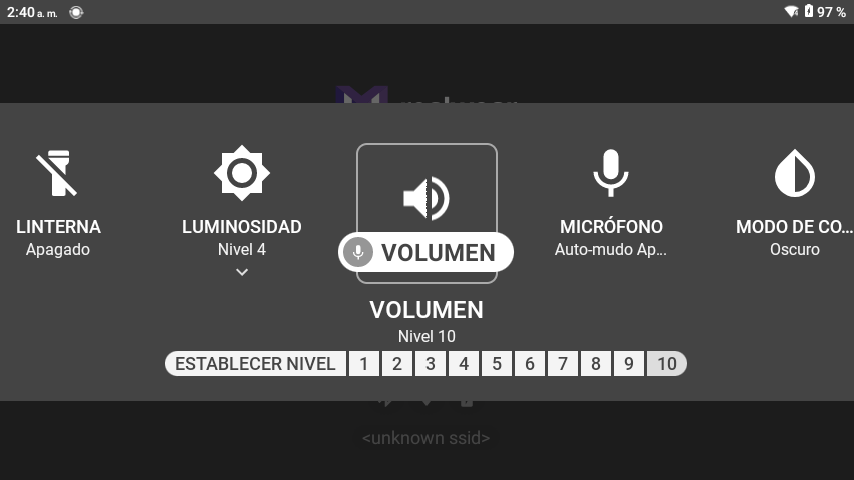 2:40 a. m.
97 %
LINTERNA
Apagado
LUMINOSIDAD
Nivel 4
VOLUMEN
MICRÓFONO
Auto-mudo Ap...
MODO DE CO...
Oscuro
VOLUMEN
Nivel 10
ESTABLECER NIVEL 1 2 3 4 5 6 7 8 9 10
<unknown ssid>